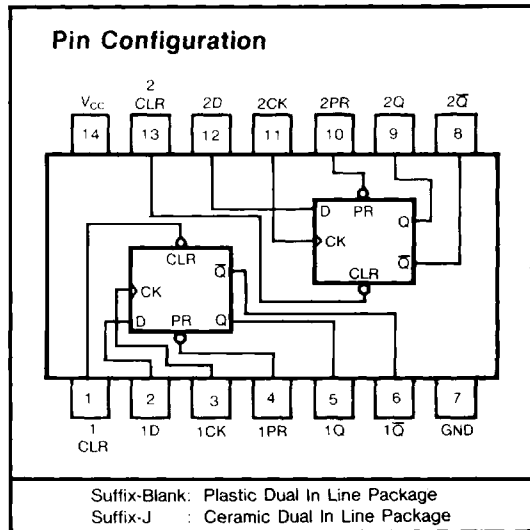 Pin Configuration
V_CC 2 CLR 2D 2CK 2PR 2Q 2Q̅
14 13 12 11 10 9 8
D PR Q
CK
CLR Q̅
CLR Q̅
CK
D PR Q
1 2 3 4 5 6 7
1 CLR 1D 1CK 1PR 1Q 1Q̅ GND
Suffix-Blank: Plastic Dual In Line Package
Suffix-J : Ceramic Dual In Line Package